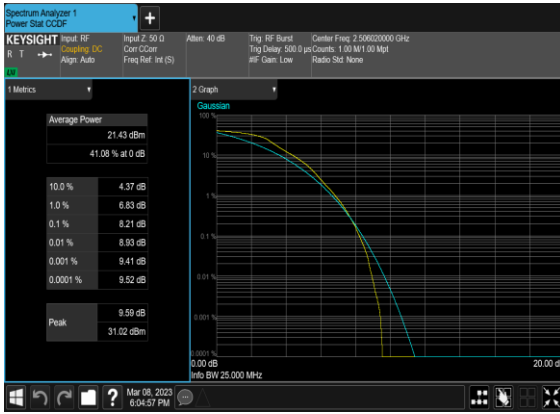 Spectrum Analyzer 1
Power Stat CCDF
KEYSIGHT
R T
Input: RF
Coupling: DC
Align: Auto
Input Z: 50 Ω
Corr CCorr
Freq Ref: Int (S)
Atten: 40 dB
Trig: RF Burst
Trig Delay: 500.0 µs
#IF Gain: Low
Center Freq: 2.506020000 GHz
Counts: 1.00 M/1.00 Mpt
Radio Std: None
1 Metrics
Average Power
21.43 dBm
41.08 % at 0 dB
10.0 % 4.37 dB
1.0 % 6.83 dB
0.1 % 8.21 dB
0.01 % 8.93 dB
0.001 % 9.41 dB
0.0001 % 9.52 dB
Peak
9.59 dB
31.02 dBm
2 Graph
Gaussian
100 %
10 %
1 %
0.1 %
0.01 %
0.001 %
0.0001 %
0.00 dB
20.00 d
Info BW 25.000 MHz
?
Mar 08, 2023
6:04:57 PM